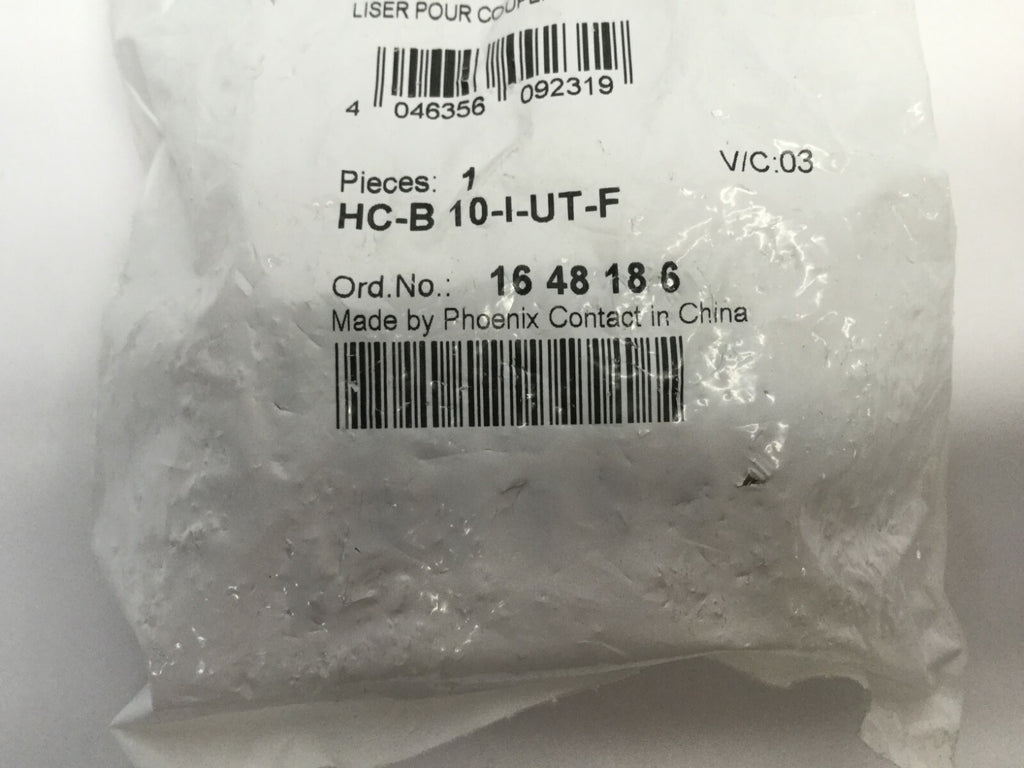 LISER POUR COUPE
4 046356 092319
V/C:03
Pieces: 1
HC-B 10-I-UT-F
Ord.No.: 16 48 18 6
Made by Phoenix Contact in China